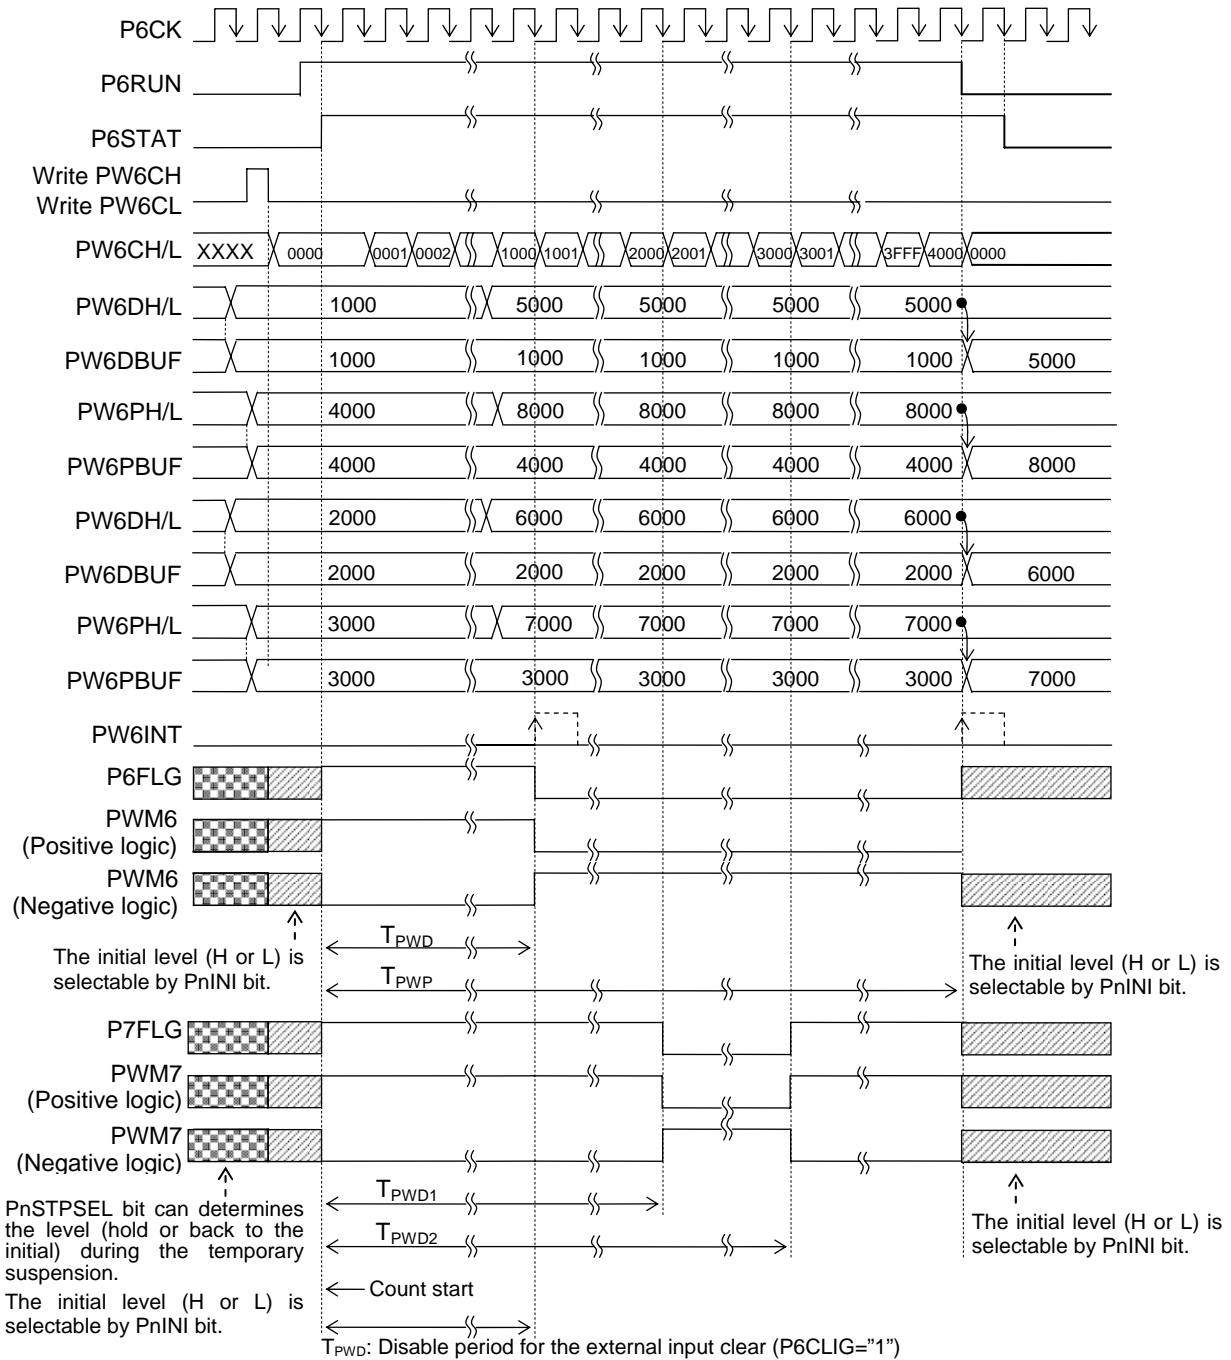 P6CK
P6RUN
P6STAT
Write PW6CH
Write PW6CL
PW6CH/L XXXX 0000 0001 0002 1000 1001 2000 2001 3000 3001 3FFF 4000 0000
PW6DH/L 1000 5000 5000 5000 5000
PW6DBUF 1000 1000 1000 1000 1000 5000
PW6PH/L 4000 8000 8000 8000 8000
PW6PBUF 4000 4000 4000 4000 4000 8000
PW6DH/L 2000 6000 6000 6000 6000
PW6DBUF 2000 2000 2000 2000 2000 6000
PW6PH/L 3000 7000 7000 7000 7000
PW6PBUF 3000 3000 3000 3000 3000 7000
PW6INT
P6FLG
PWM6
(Positive logic)
PWM6
(Negative logic)
TPWD
The initial level (H or L) is
selectable by PnINI bit.
TPWP
The initial level (H or L) is
selectable by PnINI bit.
P7FLG
PWM7
(Positive logic)
PWM7
(Negative logic)
TPWD1
PnSTPSEL bit can determines
the level (hold or back to the
initial) during the temporary
suspension.
TPWD2
The initial level (H or L) is
selectable by PnINI bit.
Count start
The initial level (H or L) is
selectable by PnINI bit.
TPWD: Disable period for the external input clear (P6CLIG="1")